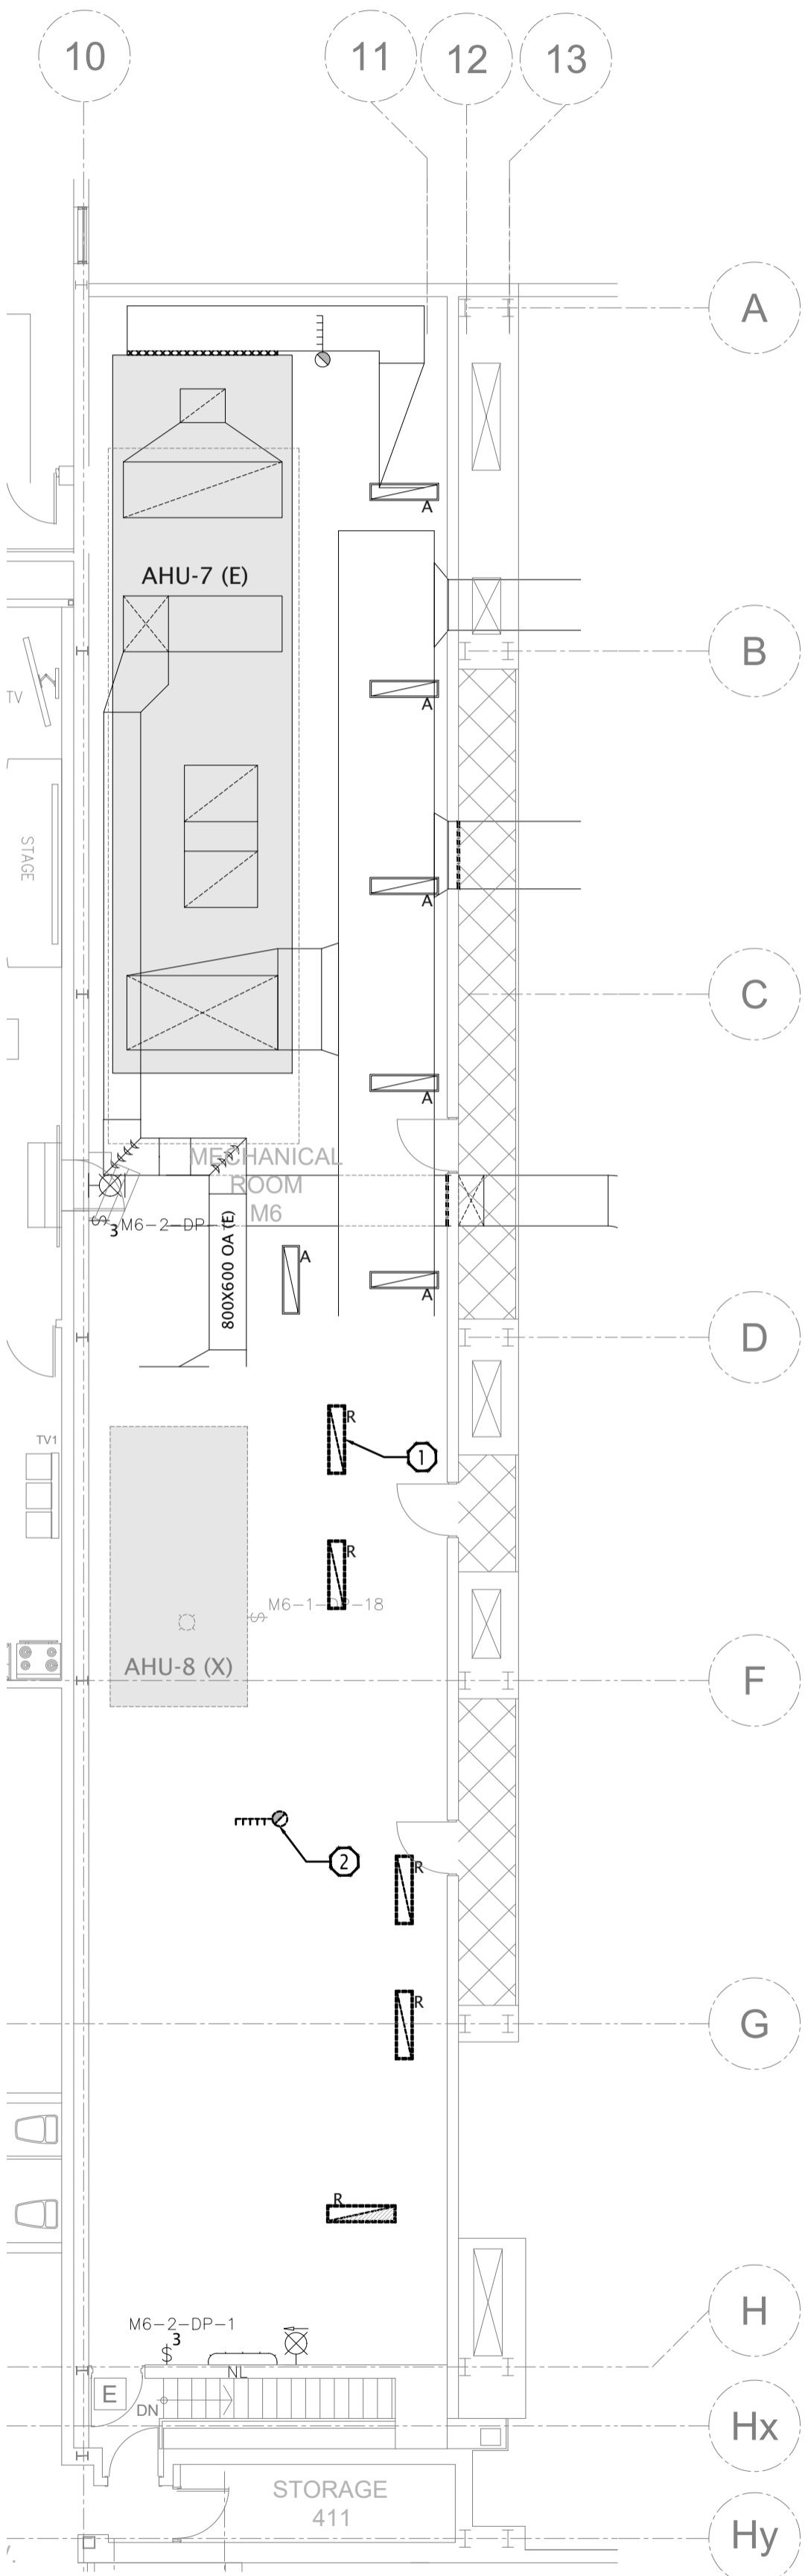 10
11
12
13
A
A
AHU-7 (E)
B
TV
A
STAGE
A
C
A
MECHANICAL
ROOM
M6
$3
M6-2-DP-
800X600 OA (E)
A
A
D
R
1
TV1
R
$
M6-1-DP-18
AHU-8 (X)
F
2
R
R
G
R
H
M6-2-DP-1
$3
NL
E
DN
Hx
STORAGE
411
Hy